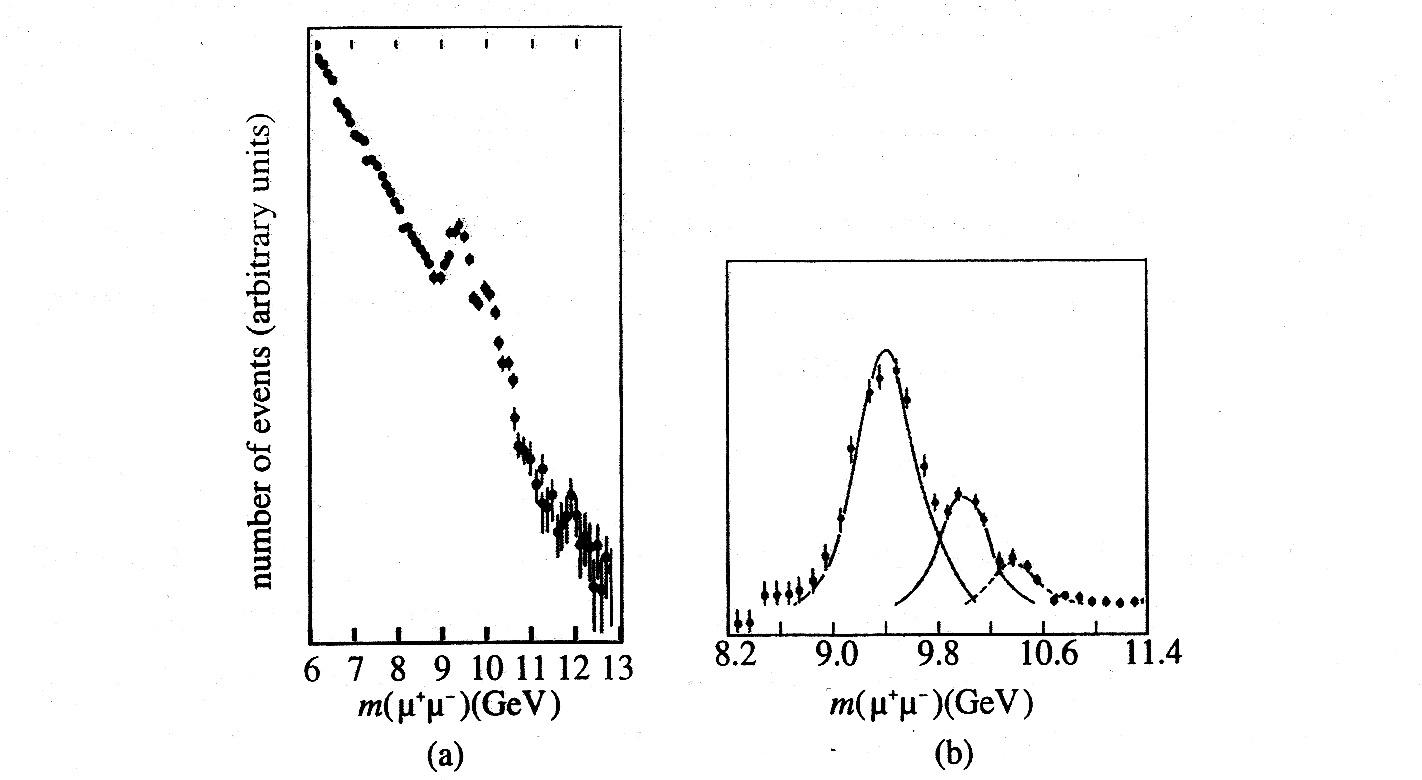 number of events (arbitrary units)
6 7 8 9 10 11 12 13
m(μ⁺μ⁻)(GeV)
(a)
8.2 9.0 9.8 10.6 11.4
m(μ⁺μ⁻)(GeV)
(b)